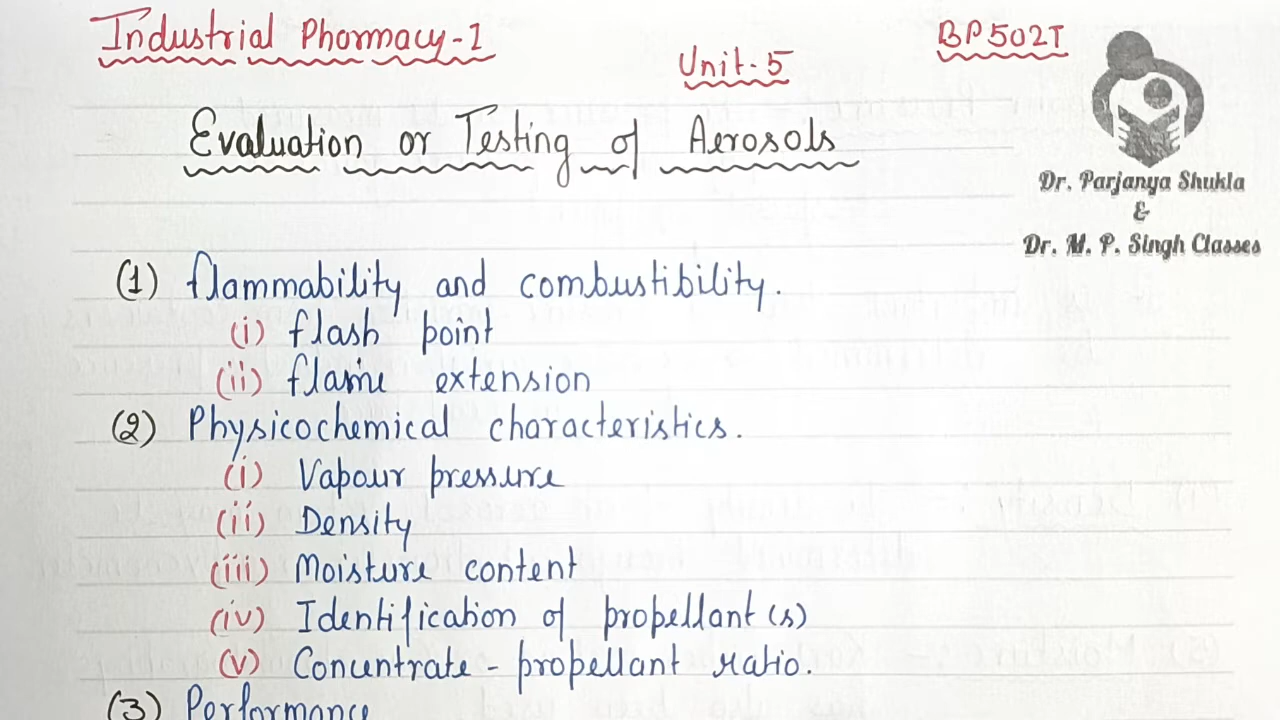 Industrial Pharmacy-1
BP502T
Unit-5
Evaluation or Testing of Aerosols
Dr. Parjanya Shukla
&
Dr. M. P. Singh Classes
(1) flammability and combustibility.
(i) flash point
(ii) flame extension
(2) Physicochemical characteristics.
(i) Vapour pressure
(ii) Density
(iii) Moisture content
(iv) Identification of propellant(s)
(v) Concentrate-propellant ratio.
(3) Performance